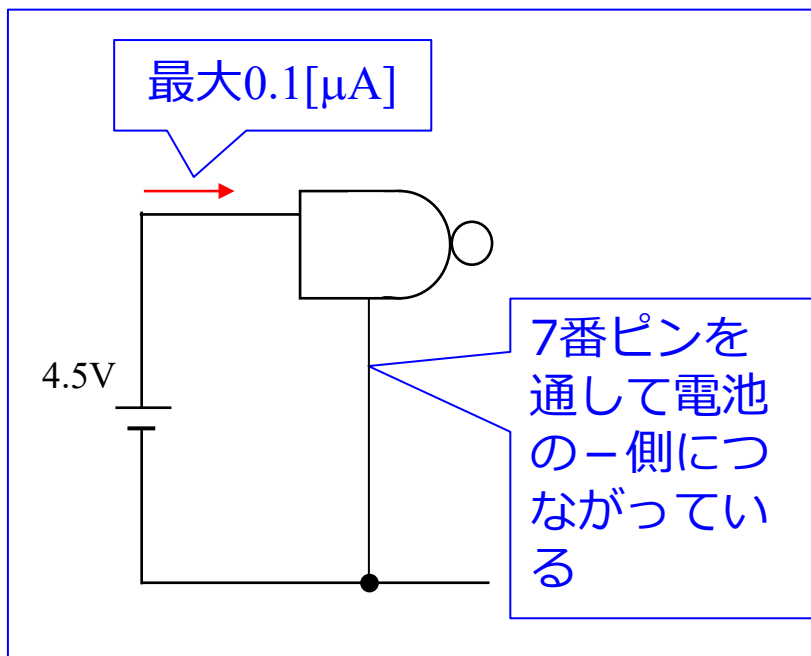 最大0.1[μA]
4.5V
7番ピンを
通して電池
の－側につ
ながってい
る